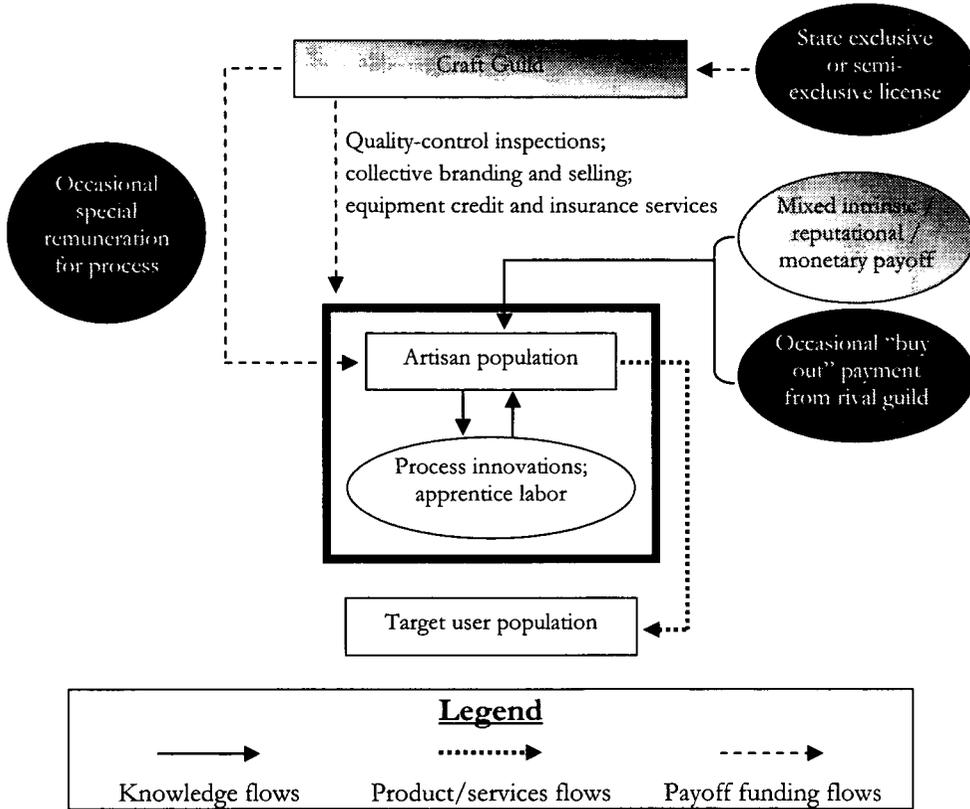 Craft Guild
State exclusive
or semi-
exclusive license
Quality-control inspections;
collective branding and selling;
equipment credit and insurance services
Occasional
special
remuneration
for process
Mixed intrinsic /
reputational /
monetary payoff
Artisan population
Occasional “buy
out” payment
from rival guild
Process innovations;
apprentice labor
Target user population
Legend
Knowledge flows
Product/services flows
Payoff funding flows